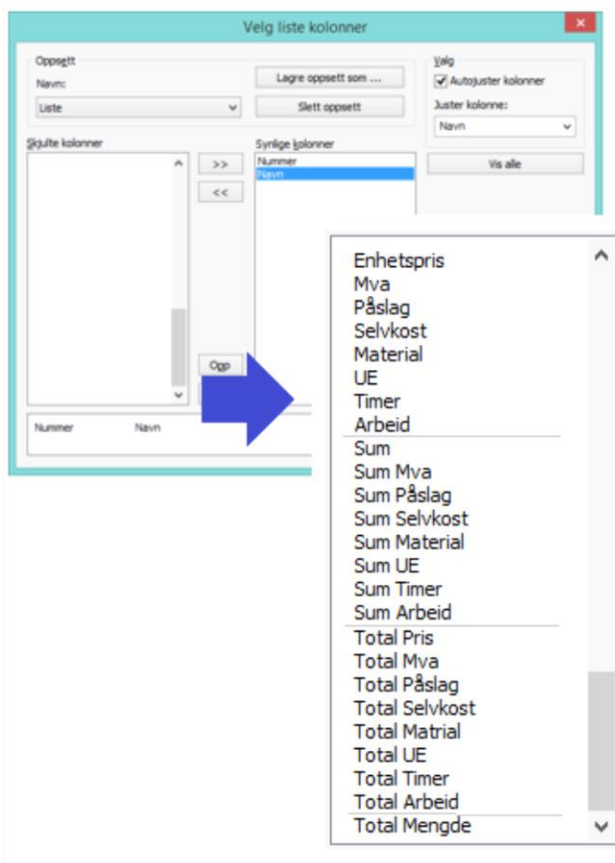 Velg liste kolonner
Oppsett
Navn:
Liste
Lagre oppsett som ...
Slett oppsett
Valg
Autojuster kolonner
Juster kolonne:
Navn
Skjulte kolonner
>>
<<
Synlige kolonner
Nummer
Navn
Vis alle
Opp
Nummer Navn
Enhetspris
Mva
Påslag
Selvkost
Material
UE
Timer
Arbeid
Sum
Sum Mva
Sum Påslag
Sum Selvkost
Sum Material
Sum UE
Sum Timer
Sum Arbeid
Total Pris
Total Mva
Total Påslag
Total Selvkost
Total Matrial
Total UE
Total Timer
Total Arbeid
Total Mengde